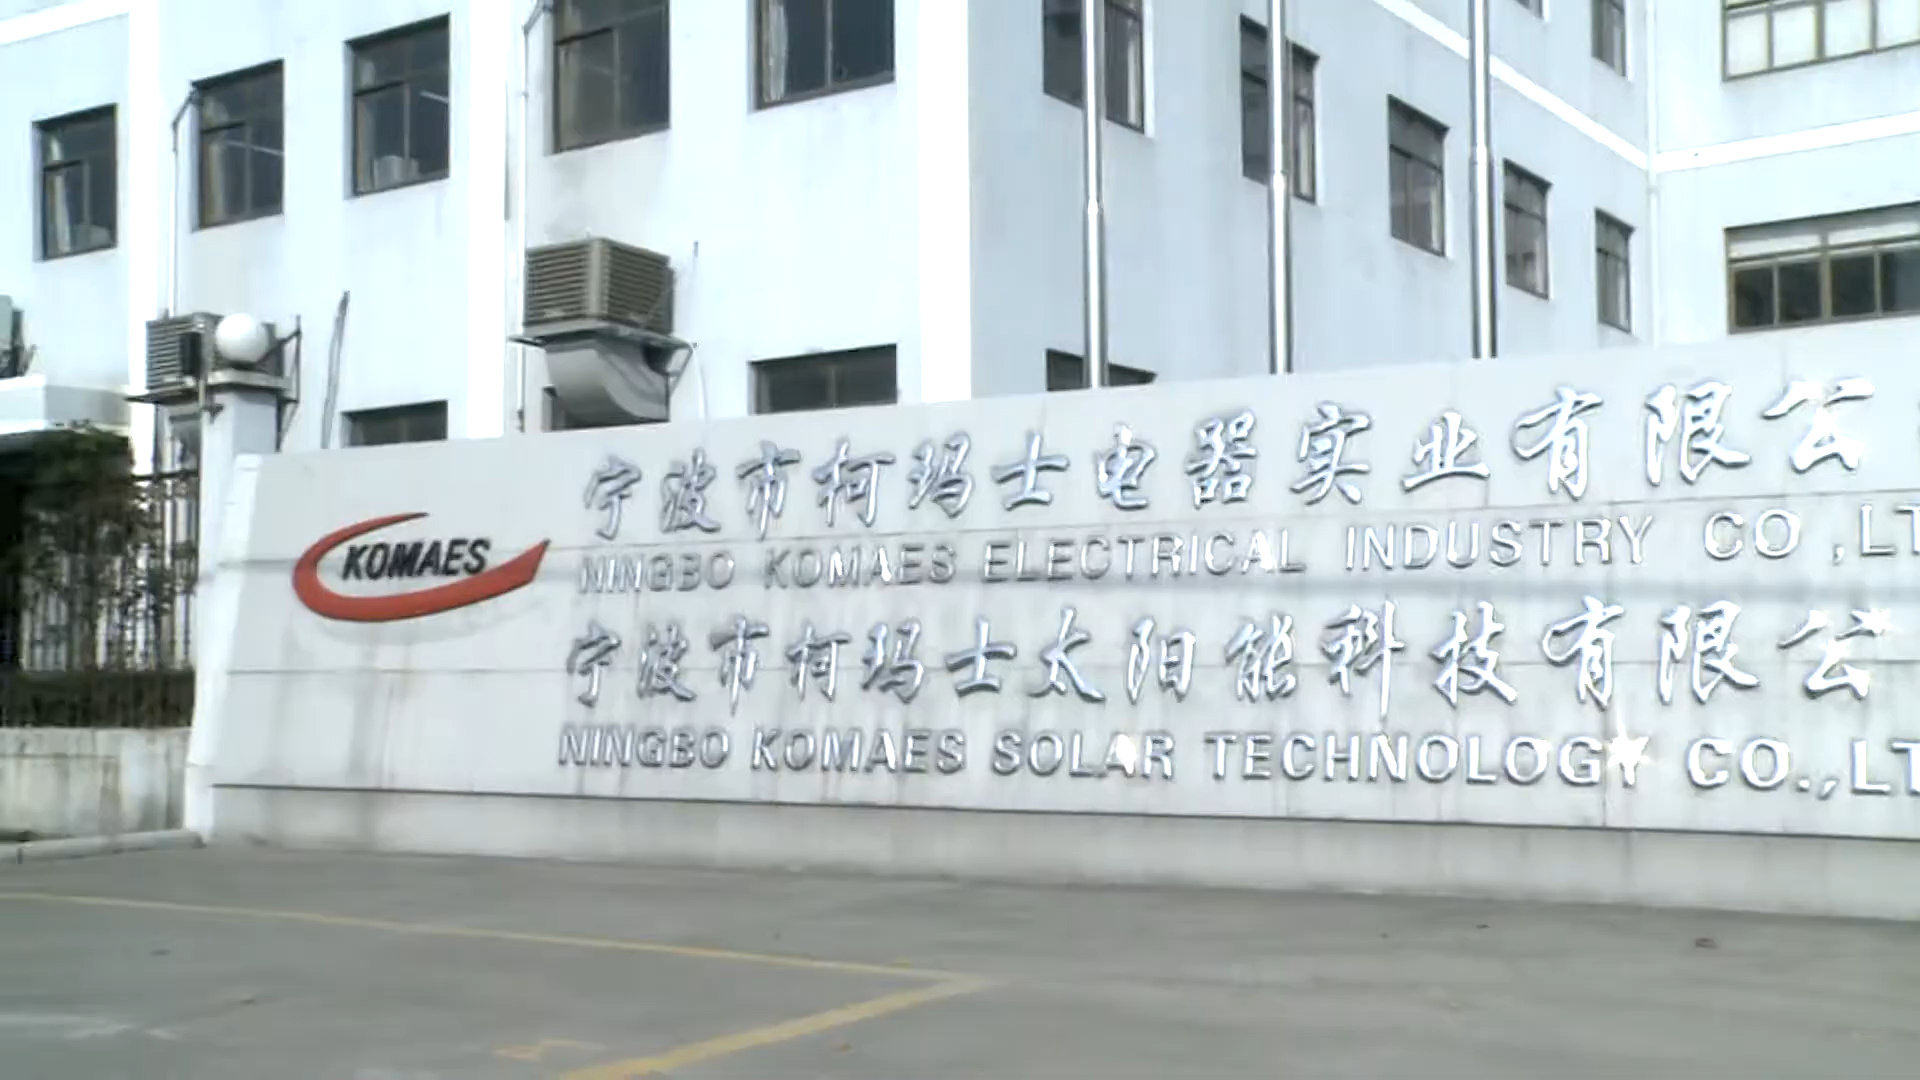 KOMAES
宁波市柯玛士电器实业有限公
NINGBO KOMAES ELECTRICAL INDUSTRY CO ,LT
宁波市柯玛士太阳能科技有限公
NINGBO KOMAES SOLAR TECHNOLOGY CO.,LT